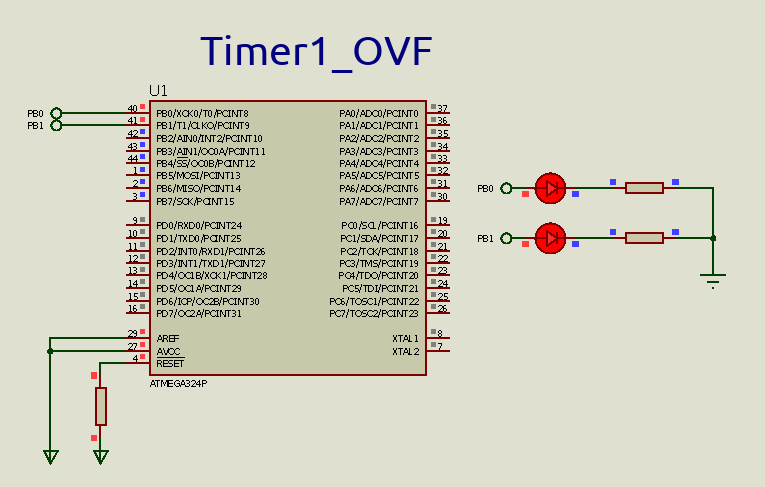 Timer1_OVF
U1
PB0
PB1
40 PB0/XCK0/T0/PCINT8
41 PB1/T1/CLKO/PCINT9
42 PB2/AIN0/INT2/PCINT10
43 PB3/AIN1/OC0A/PCINT11
44 PB4/SS/OC0B/PCINT12
1 PB5/MOSI/PCINT13
2 PB6/MISO/PCINT14
3 PB7/SCK/PCINT15
9 PD0/RXD0/PCINT24
10 PD1/TXD0/PCINT25
11 PD2/INT0/RXD1/PCINT26
12 PD3/INT1/TXD1/PCINT27
13 PD4/OC1B/XCK1/PCINT28
14 PD5/OC1A/PCINT29
15 PD6/ICP/OC2B/PCINT30
16 PD7/OC2A/PCINT31
29 AREF
27 AVCC
4 RESET
PA0/ADC0/PCINT0 37
PA1/ADC1/PCINT1 36
PA2/ADC2/PCINT2 35
PA3/ADC3/PCINT3 34
PA4/ADC4/PCINT4 33
PA5/ADC5/PCINT5 32
PA6/ADC6/PCINT6 31
PA7/ADC7/PCINT7 30
PC0/SCL/PCINT16 19
PC1/SDA/PCINT17 20
PC2/TCK/PCINT18 21
PC3/TMS/PCINT19 22
PC4/TDO/PCINT20 23
PC5/TDI/PCINT21 24
PC6/TOSC1/PCINT22 25
PC7/TOSC2/PCINT23 26
XTAL1 8
XTAL2 7
ATMEGA324P
PB0
PB1